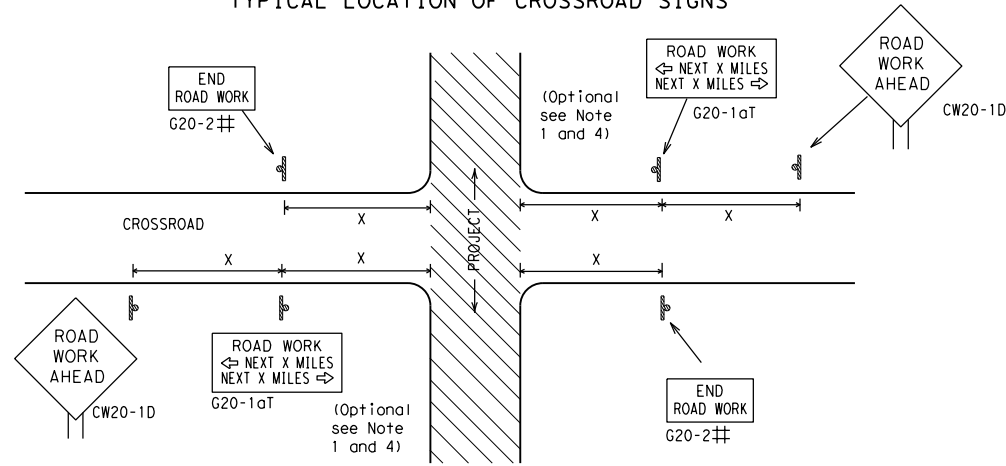 TYPICAL LOCATION OF CROSSROAD SIGNS
END
ROAD WORK
G20-2#
(Optional
see Note
1 and 4)
ROAD WORK
⇦ NEXT X MILES
NEXT X MILES ⇨
G20-1aT
ROAD
WORK
AHEAD
CW20-1D
X
X
X
CROSSROAD
PROJECT
X
X
X
ROAD
WORK
AHEAD
CW20-1D
ROAD WORK
⇦ NEXT X MILES
NEXT X MILES ⇨
G20-1aT
(Optional
see Note
1 and 4)
END
ROAD WORK
G20-2#